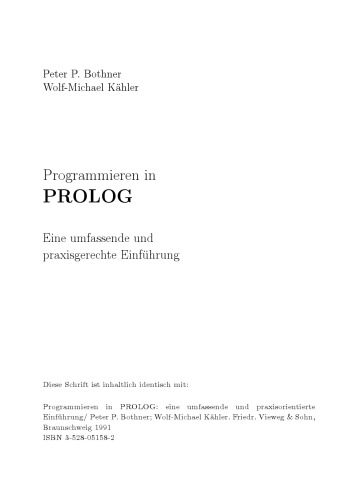 Peter P. Bothner
Wolf-Michael Kähler
Programmieren in
PROLOG
Eine umfassende und
praxisgerechte Einführung
Diese Schrift ist inhaltlich identisch mit:
Programmieren in PROLOG: eine umfassende und praxisorientierte
Einführung/ Peter P. Bothner; Wolf-Michael Kähler. Friedr. Vieweg & Sohn,
Braunschweig 1991
ISBN 3-528-05158-2